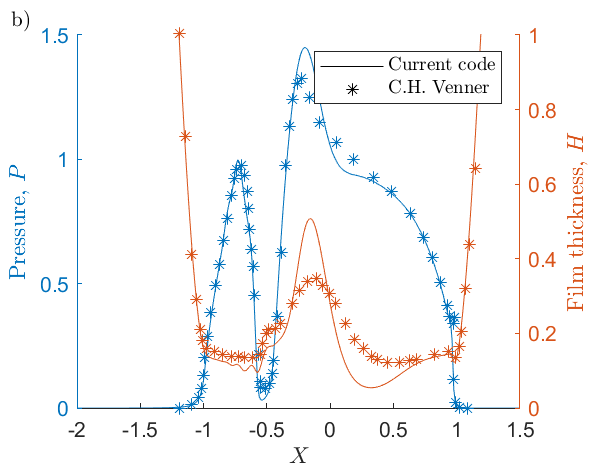 b)
1.5
1
0.5
0
Pressure, P
1
0.8
0.6
0.4
0.2
0
Film thickness, H
Current code
C.H. Venner
-2 -1.5 -1 -0.5 0 0.5 1 1.5
X